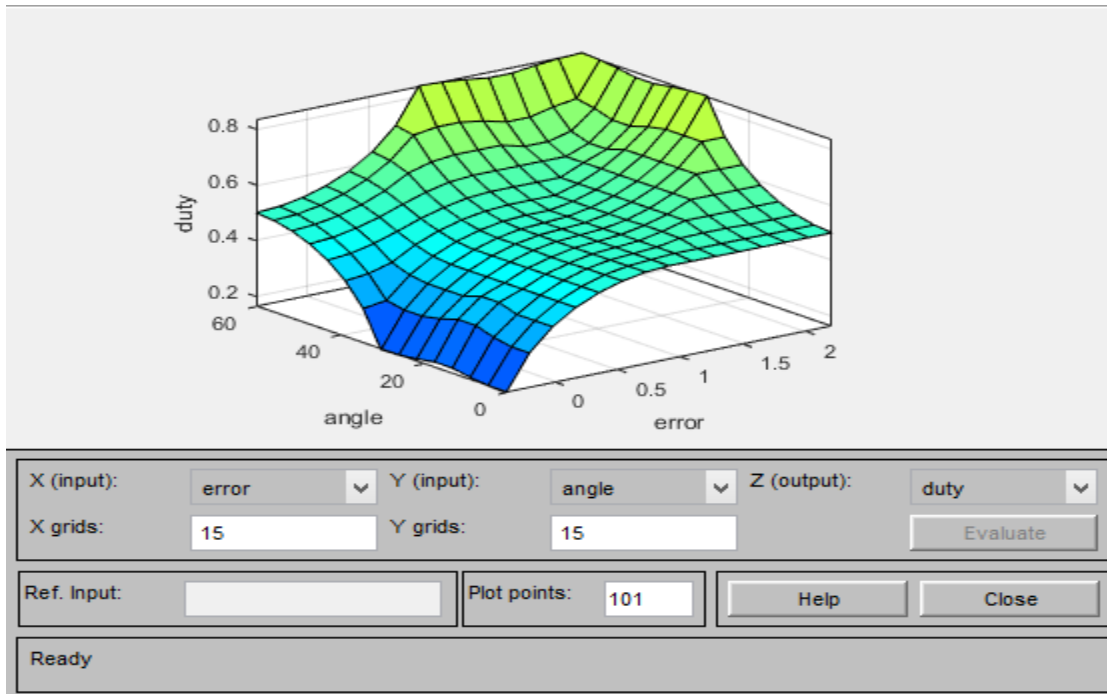 0.8
0.6
0.4
0.2
duty
60
40
20
0
angle
0
0.5
1
1.5
2
error
X (input): error Y (input): angle Z (output): duty
X grids: 15 Y grids: 15 Evaluate
Ref. Input: Plot points: 101 Help Close
Ready